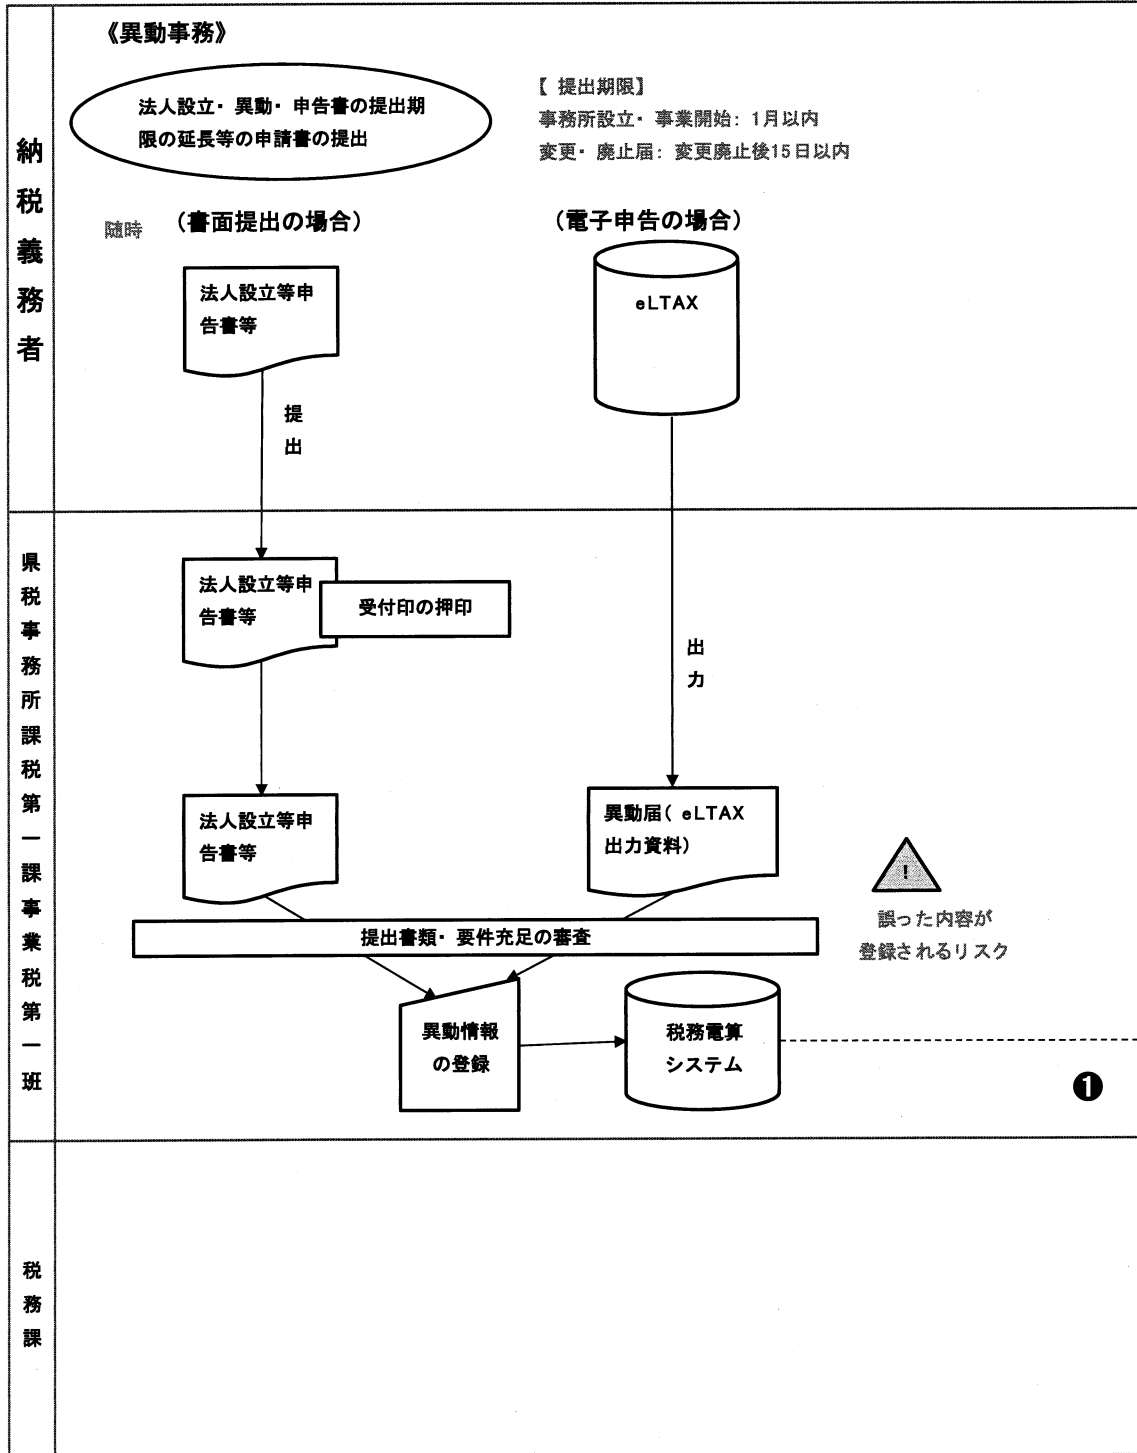 納税義務者
《異動事務》
法人設立・異動・申告書の提出期
限の延長等の申請書の提出
【 提出期限】
事務所設立・事業開始: 1月以内
変更・廃止届: 変更廃止後15日以内
随時
(書面提出の場合)
(電子申告の場合)
法人設立等申
告書等
eLTAX
提出
県税事務所課税第一課事業税第一班
法人設立等申
告書等
受付印の押印
出力
法人設立等申
告書等
異動届( eLTAX
出力資料)
!
誤った内容が
登録されるリスク
提出書類・要件充足の審査
異動情報
の登録
税務電算
システム
❶
税務課